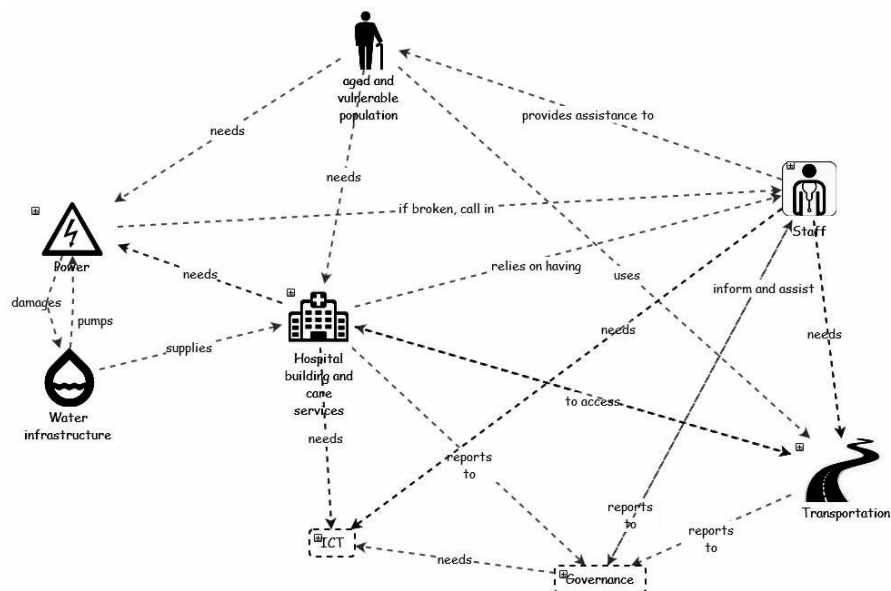 aged and
vulnerable
population
needs
provides assistance to
needs
if broken, call in
Staff
Power
needs
relies on having
uses
inform and assist
damages
pumps
supplies
needs
needs
Hospital
building and
care
services
Water
infrastructure
to access
needs
reports
to
reports
to
Transportation
reports
to
ICT
needs
Governance